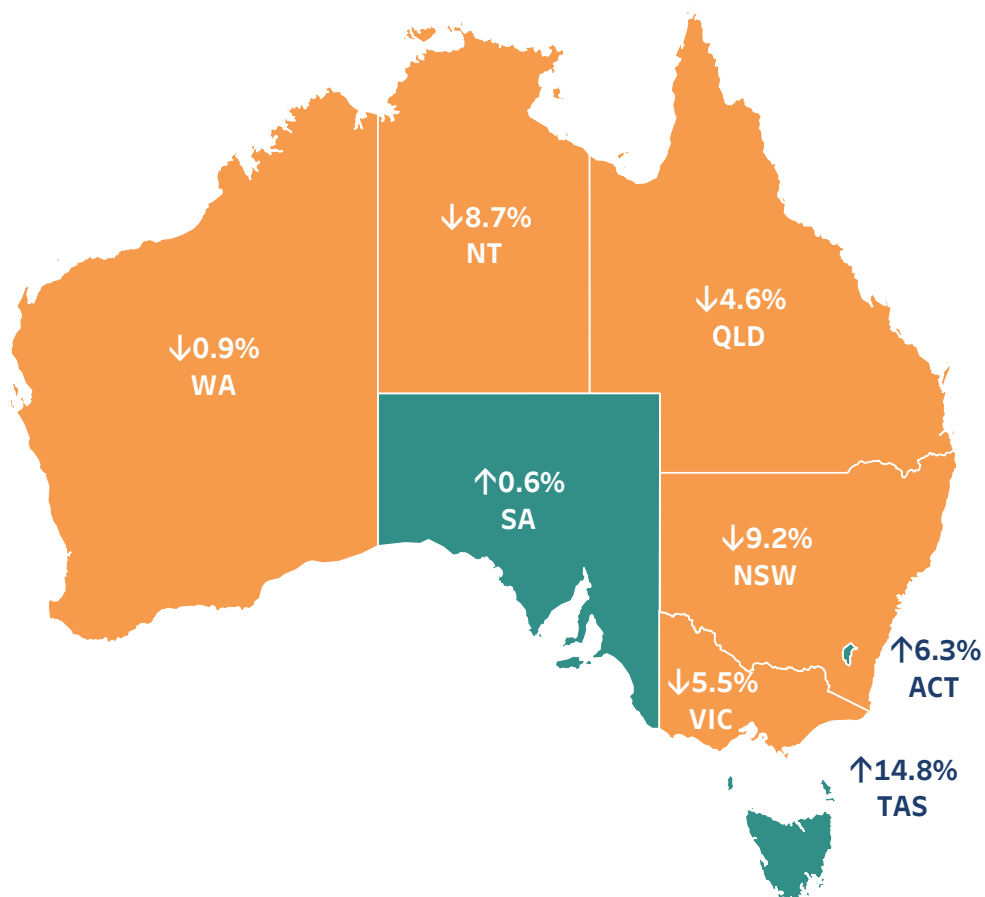 ↓8.7%
NT
↓4.6%
QLD
↓0.9%
WA
↑0.6%
SA
↓9.2%
NSW
↑6.3%
ACT
↓5.5%
VIC
↑14.8%
TAS